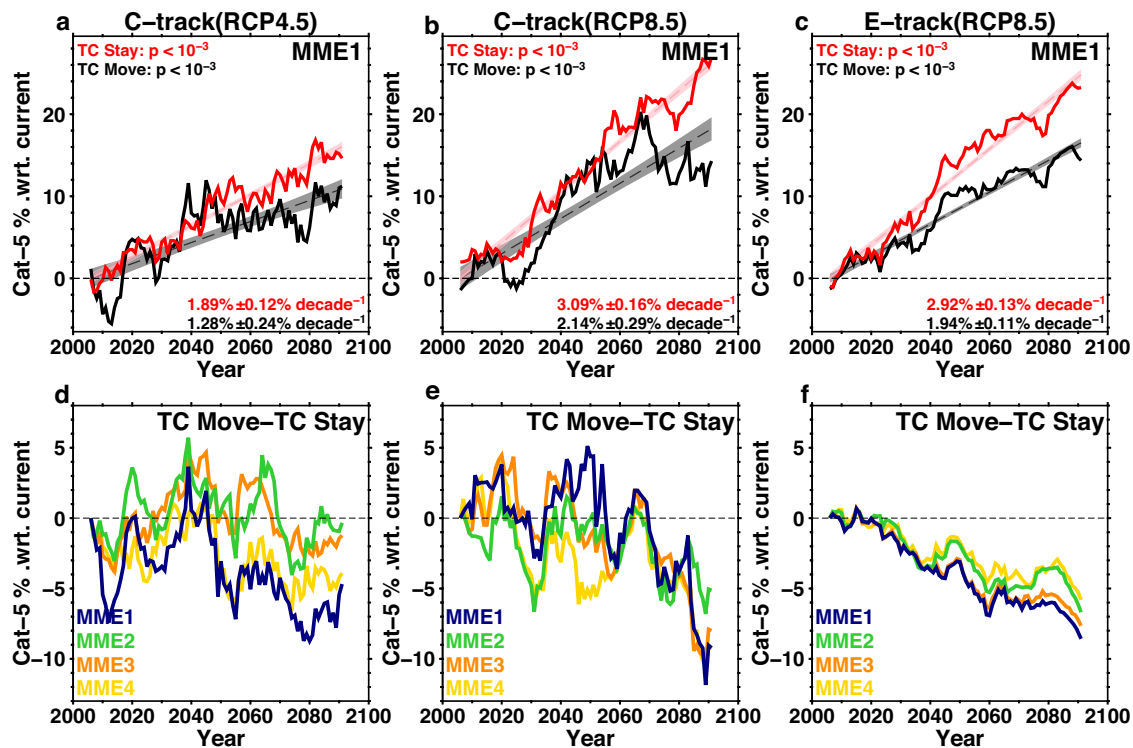 a C-track(RCP4.5)
TC Stay: p < 10⁻³
TC Move: p < 10⁻³
MME1
Cat-5 % .wrt. current
20
10
0
1.89% ±0.12% decade⁻¹
1.28% ±0.24% decade⁻¹
2000 2020 2040 2060 2080 2100
Year
b C-track(RCP8.5)
TC Stay: p < 10⁻³
TC Move: p < 10⁻³
MME1
Cat-5 % .wrt. current
20
10
0
3.09% ±0.16% decade⁻¹
2.14% ±0.29% decade⁻¹
2000 2020 2040 2060 2080 2100
Year
c E-track(RCP8.5)
TC Stay: p < 10⁻³
TC Move: p < 10⁻³
MME1
Cat-5 % .wrt. current
20
10
0
2.92% ±0.13% decade⁻¹
1.94% ±0.11% decade⁻¹
2000 2020 2040 2060 2080 2100
Year
d
TC Move-TC Stay
Cat-5 % .wrt. current
5
0
-5
-10
MME1
MME2
MME3
MME4
2000 2020 2040 2060 2080 2100
Year
e
TC Move-TC Stay
Cat-5 % .wrt. current
5
0
-5
-10
MME1
MME2
MME3
MME4
2000 2020 2040 2060 2080 2100
Year
f
TC Move-TC Stay
Cat-5 % .wrt. current
5
0
-5
-10
MME1
MME2
MME3
MME4
2000 2020 2040 2060 2080 2100
Year